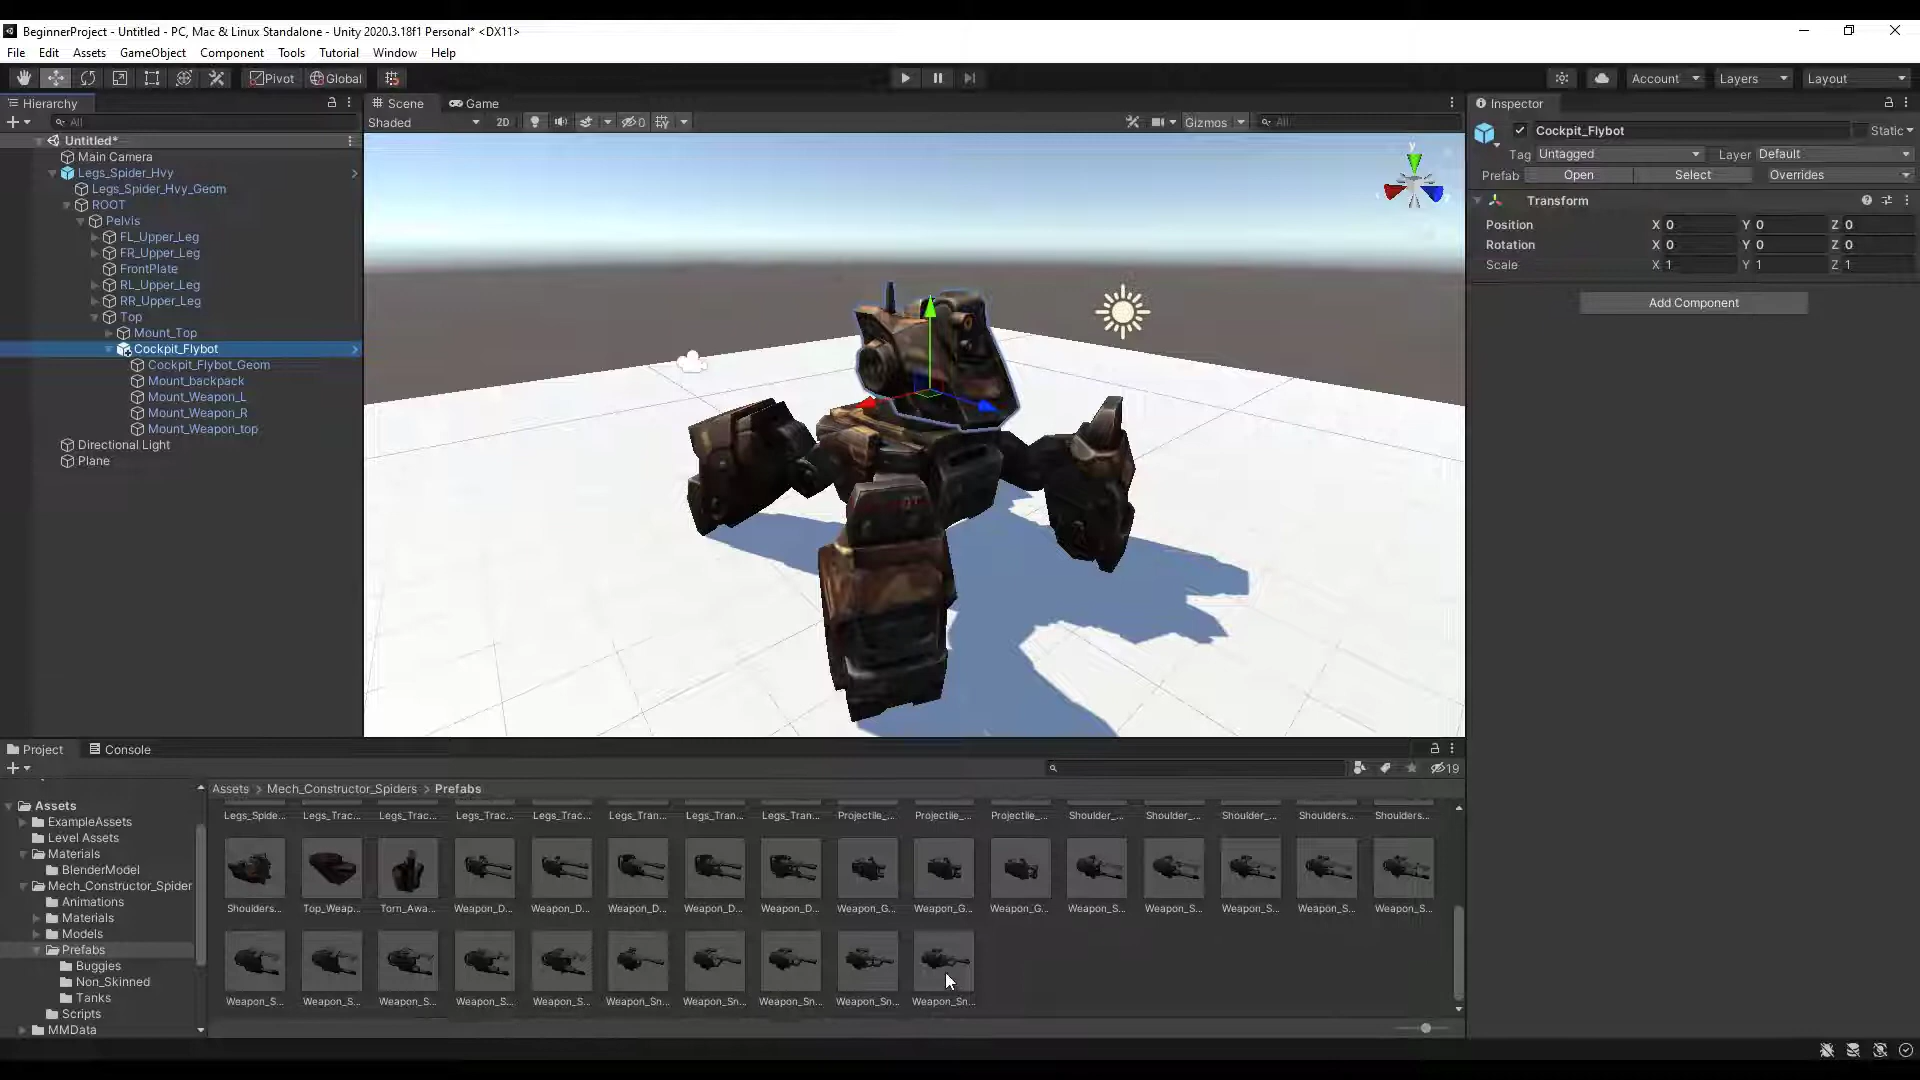 BeginnerProject - Untitled - PC, Mac & Linux Standalone - Unity 2020.3.18f1 Personal* <DX11>
File Edit Assets GameObject Component Tools Tutorial Window Help
Pivot Global Account Layers Layout
Hierarchy
All
Untitled*
Main Camera
Legs_Spider_Hvy
Legs_Spider_Hvy_Geom
ROOT
Pelvis
FL_Upper_Leg
FR_Upper_Leg
FrontPlate
RL_Upper_Leg
RR_Upper_Leg
Top
Mount_Top
Cockpit_Flybot
Cockpit_Flybot_Geom
Mount_backpack
Mount_Weapon_L
Mount_Weapon_R
Mount_Weapon_top
Directional Light
Plane
Scene Game
Shaded 2D 0 Gizmos All
y
Inspector
Cockpit_Flybot Static
Tag Untagged Layer Default
Prefab Open Select Overrides
Transform
Position X 0 Y 0 Z 0
Rotation X 0 Y 0 Z 0
Scale X 1 Y 1 Z 1
Add Component
Project Console
19
Assets
ExampleAssets
Level Assets
Materials
BlenderModel
Mech_Constructor_Spider
Animations
Materials
Models
Prefabs
Buggies
Non_Skinned
Tanks
Scripts
MMData
Assets > Mech_Constructor_Spiders > Prefabs
Legs_Spide... Legs_Trac... Legs_Trac... Legs_Trac... Legs_Trac... Legs_Tran... Legs_Tran... Legs_Tran... Projectile_... Projectile_... Projectile_... Shoulder_... Shoulder_... Shoulder_... Shoulders... Shoulders...
Shoulders... Top_Weap... Torn_Awa... Weapon_D... Weapon_D... Weapon_D... Weapon_D... Weapon_D... Weapon_G... Weapon_G... Weapon_G... Weapon_S... Weapon_S... Weapon_S... Weapon_S... Weapon_S...
Weapon_S... Weapon_S... Weapon_S... Weapon_S... Weapon_S... Weapon_Sn... Weapon_Sn... Weapon_Sn... Weapon_Sn... Weapon_Sn...